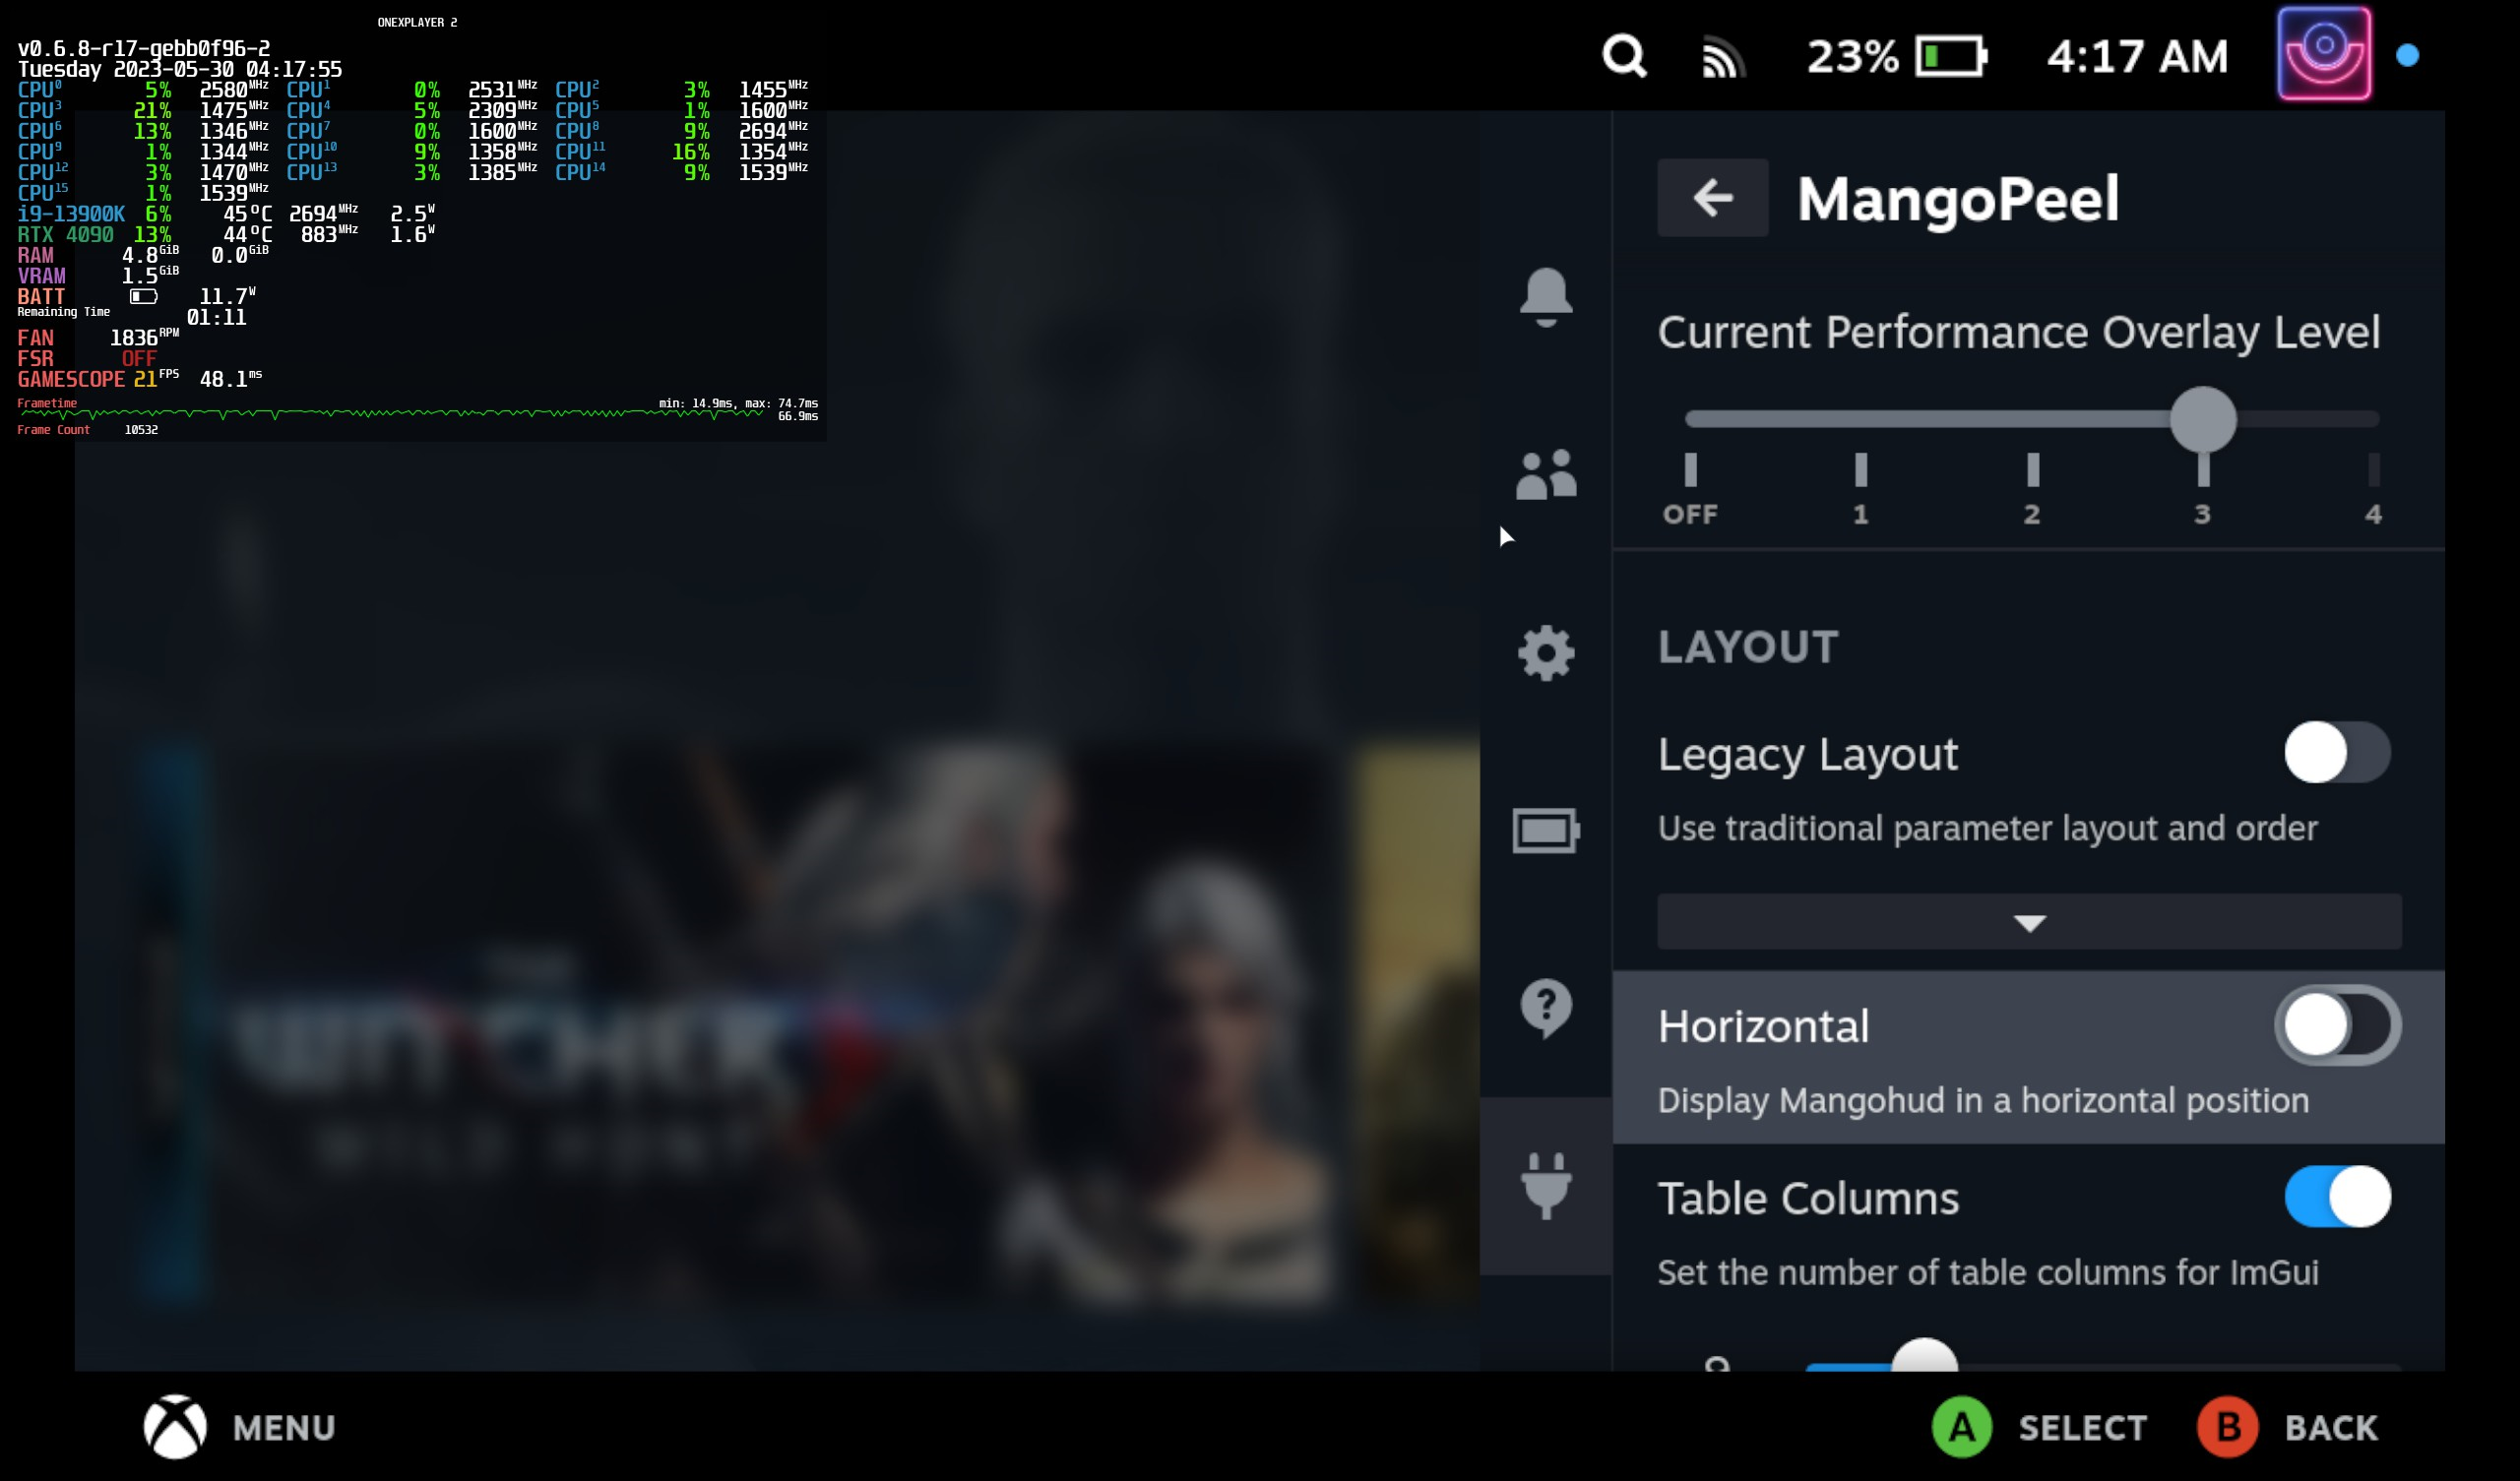 ONEXPLAYER 2
v0.6.8-r17-gebb0f96-2
Tuesday 2023-05-30 04:17:55
CPU0 5% 2580MHz CPU1 0% 2531MHz CPU2 3% 1455MHz
CPU3 21% 1475MHz CPU4 5% 2309MHz CPU5 1% 1600MHz
CPU6 13% 1346MHz CPU7 0% 1600MHz CPU8 9% 2694MHz
CPU9 1% 1344MHz CPU10 9% 1358MHz CPU11 16% 1354MHz
CPU12 3% 1470MHz CPU13 3% 1385MHz CPU14 9% 1539MHz
CPU15 1% 1539MHz
i9-13900K 6% 45°C 2694MHz 2.5W
RTX 4090 13% 44°C 883MHz 1.6W
RAM 4.8GiB 0.0GiB
VRAM 1.5GiB
BATT 11.7W
Remaining Time 01:11
FAN 1836RPM
FSR OFF
GAMESCOPE 21FPS 48.1ms
Frametime min: 14.9ms, max: 74.7ms
66.9ms
Frame Count 10532
23% 4:17 AM
MangoPeel
Current Performance Overlay Level
OFF 1 2 3 4
LAYOUT
Legacy Layout
Use traditional parameter layout and order
Horizontal
Display Mangohud in a horizontal position
Table Columns
Set the number of table columns for ImGui
THE
WITCHER
WILD HUNT
MENU
A SELECT B BACK